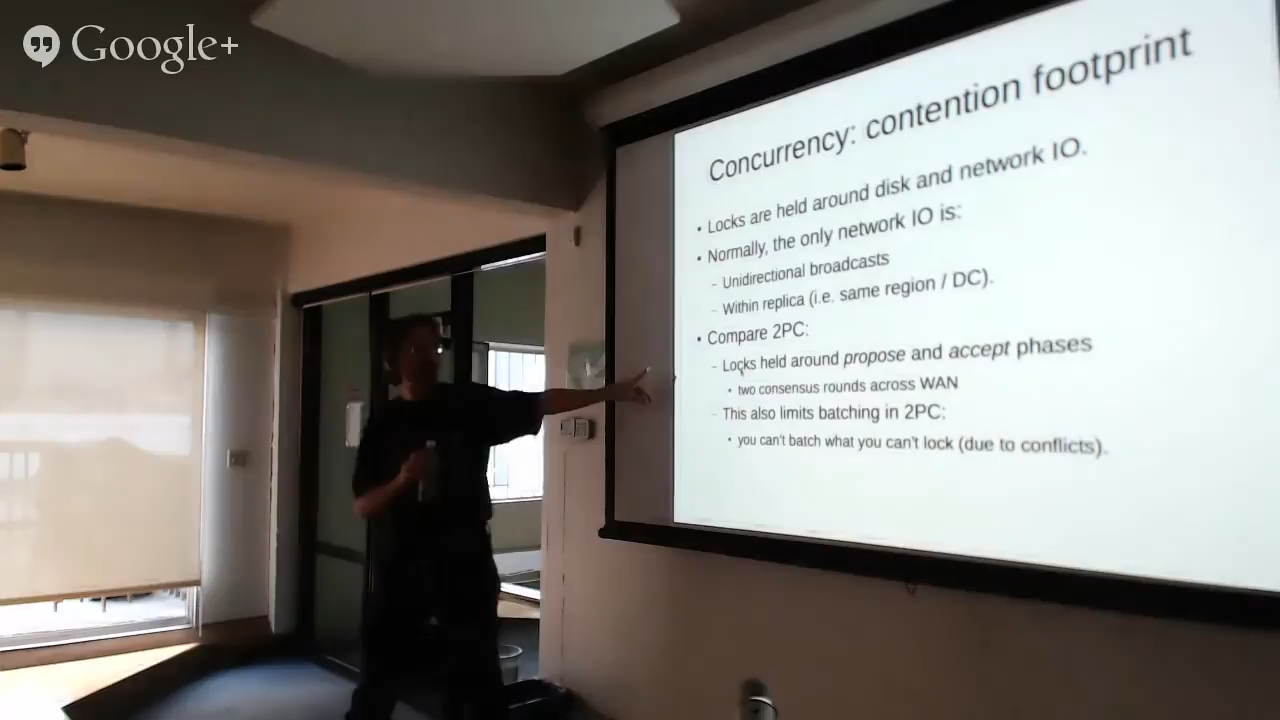 Google+
Concurrency: contention footprint
• Locks are held around disk and network IO.
• Normally, the only network IO is:
– Unidirectional broadcasts
– Within replica (i.e. same region / DC).
• Compare 2PC:
– Locks held around propose and accept phases
• two consensus rounds across WAN
– This also limits batching in 2PC:
• you can't batch what you can't lock (due to conflicts).